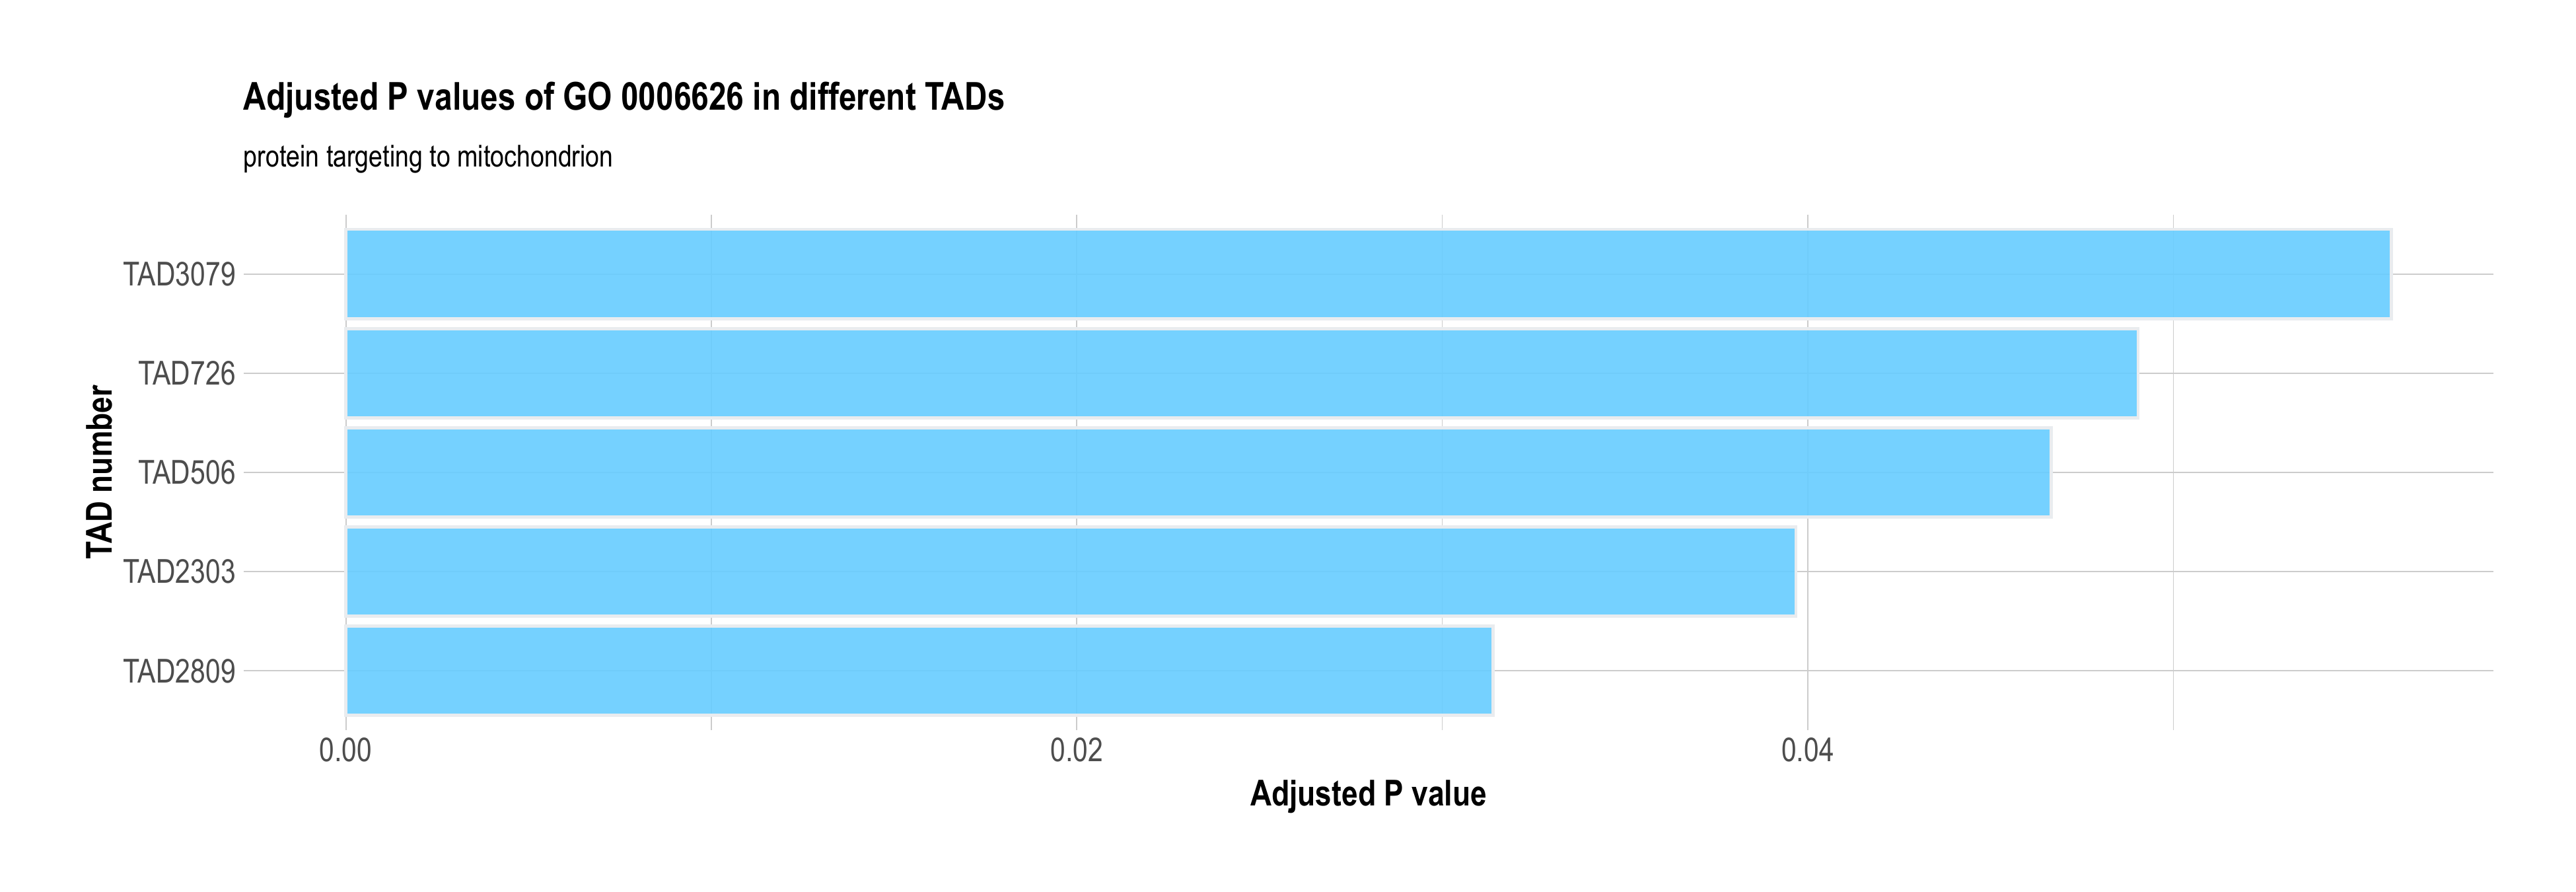 Adjusted P values of GO 0006626 in different TADs
protein targeting to mitochondrion
TAD number
TAD3079
TAD726
TAD506
TAD2303
TAD2809
0.00 0.02 0.04
Adjusted P value